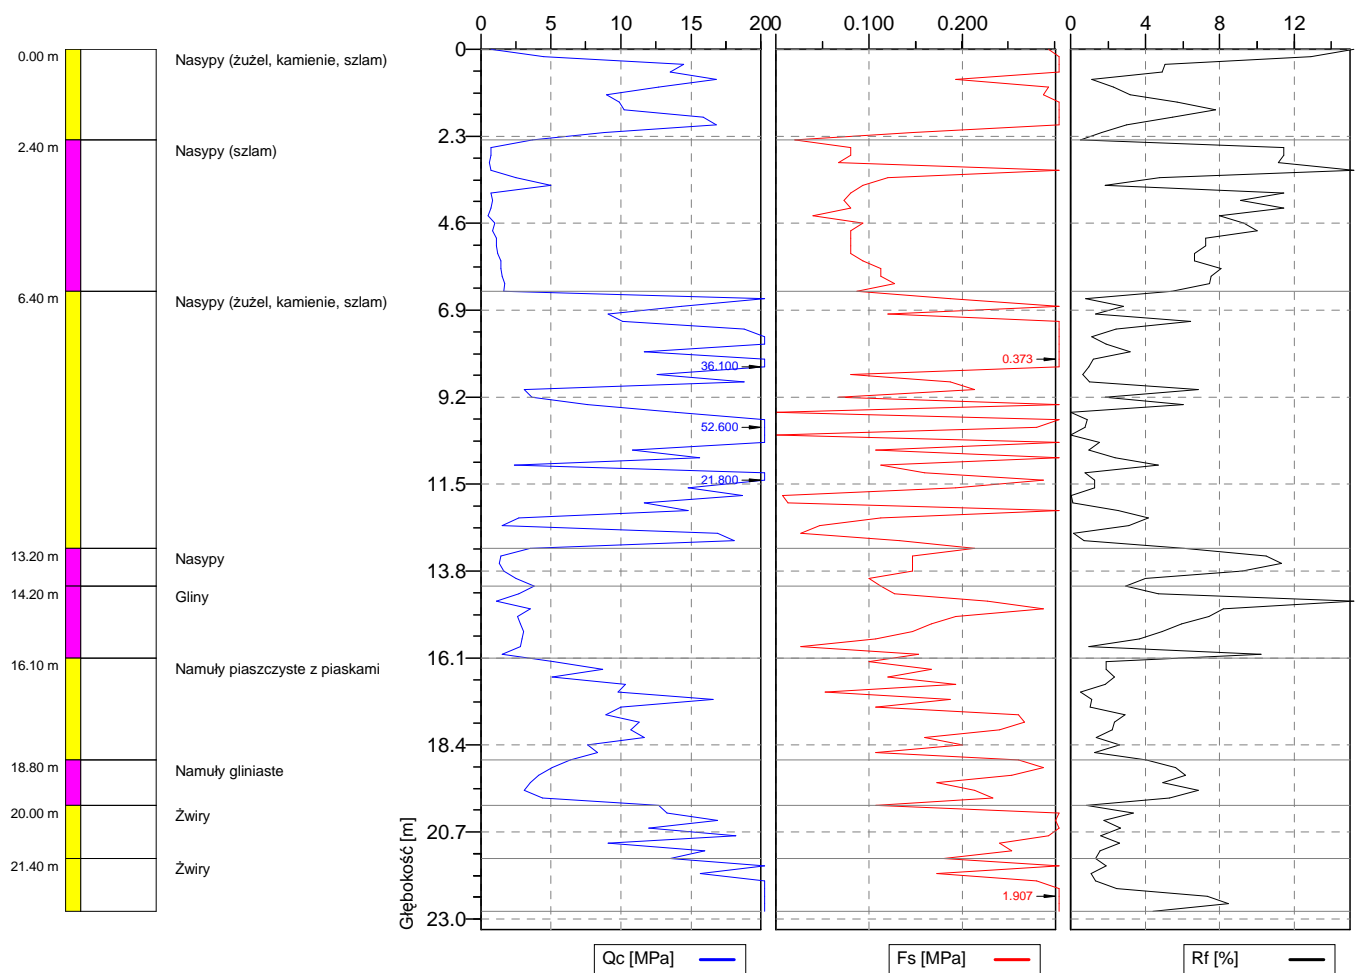 0 5 10 15 20
0 0.100 0.200
0 4 8 12
0.00 m Nasypy (żużel, kamienie, szlam) 0
2.3
2.40 m Nasypy (szlam)
4.6
6.40 m Nasypy (żużel, kamienie, szlam)
6.9
0.373
36.100
9.2
52.600
21.800
11.5
13.20 m Nasypy
13.8
14.20 m Gliny
16.1
16.10 m Namuły piaszczyste z piaskami
18.4
18.80 m Namuły gliniaste
20.00 m Żwiry
20.7
21.40 m Żwiry
1.907
23.0
Głębokość [m]
Qc [MPa]
Fs [MPa]
Rf [%]